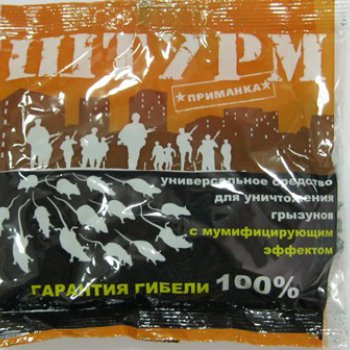 ШТУРМ
★ПРИМАНКА★
универсальное средство
для уничтожения
грызунов
с мумифицирующим
эффектом
ГАРАНТИЯ ГИБЕЛИ 100%